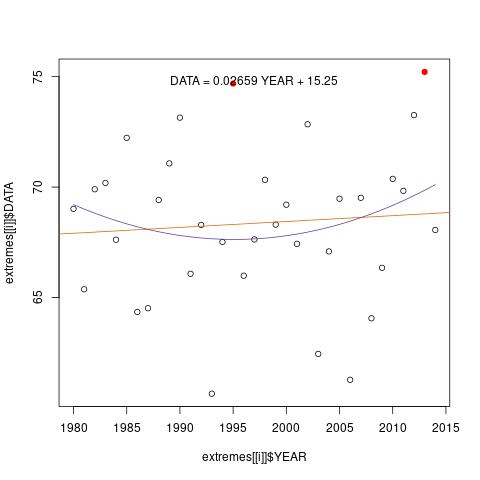 DATA = 0.02659 YEAR + 15.25
75
70
65
extremes[[i]]$DATA
1980 1985 1990 1995 2000 2005 2010 2015
extremes[[i]]$YEAR